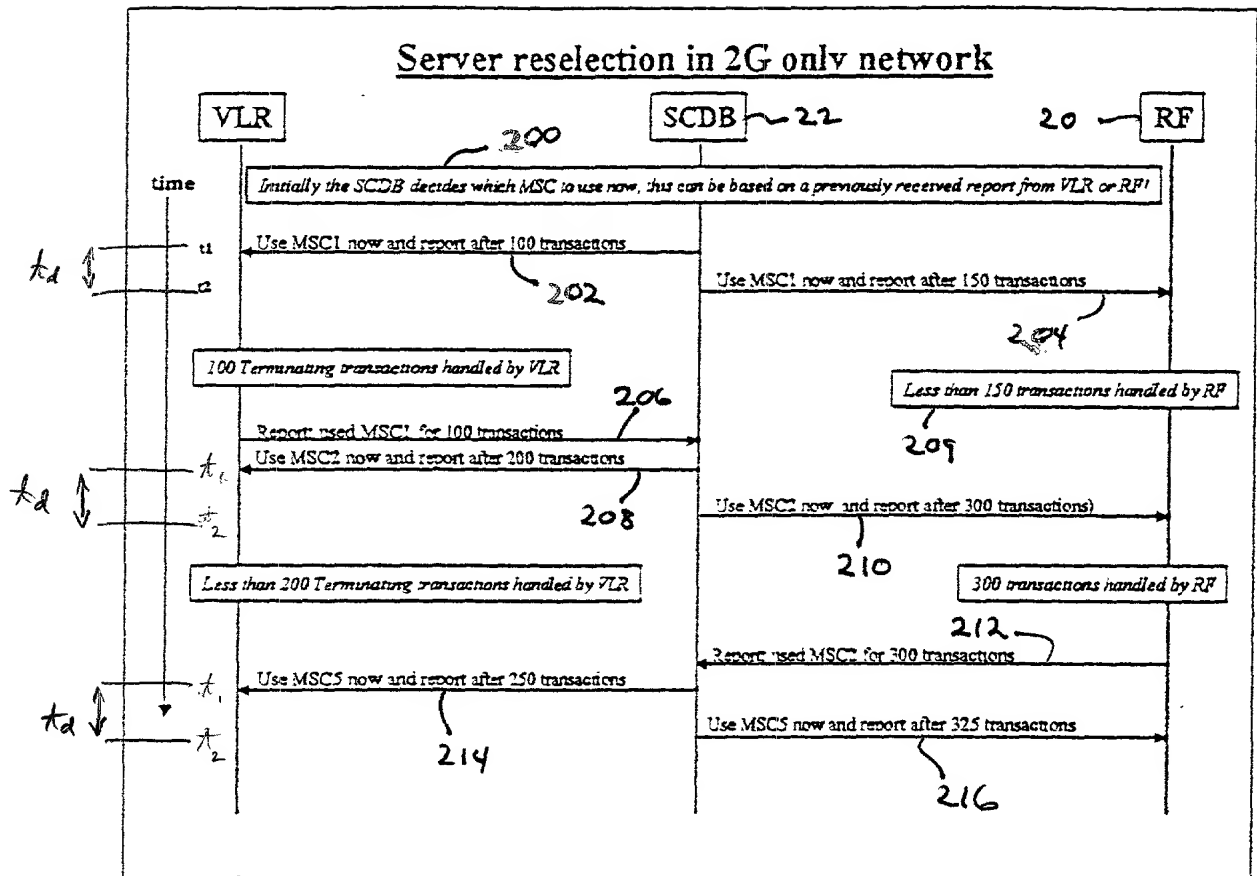 Server reselection in 2G only network
VLR
SCDB
22
20
RF
200
time
Initially the SCDB decides which MSC to use now, this can be based on a previously received report from VLR or RF!
t1
Use MSC1 now and report after 100 transactions
td
202
t2
Use MSC1 now and report after 150 transactions
204
100 Terminating transactions handled by VLR
Less than 150 transactions handled by RF
206
209
Report: used MSC1 for 100 transactions
t1
Use MSC2 now and report after 200 transactions
td
208
t2
Use MSC2 now and report after 300 transactions)
210
Less than 200 Terminating transactions handled by VLR
300 transactions handled by RF
212
Report: used MSC2 for 300 transactions
t1
Use MSC5 now and report after 250 transactions
td
214
t2
Use MSC5 now and report after 325 transactions
216